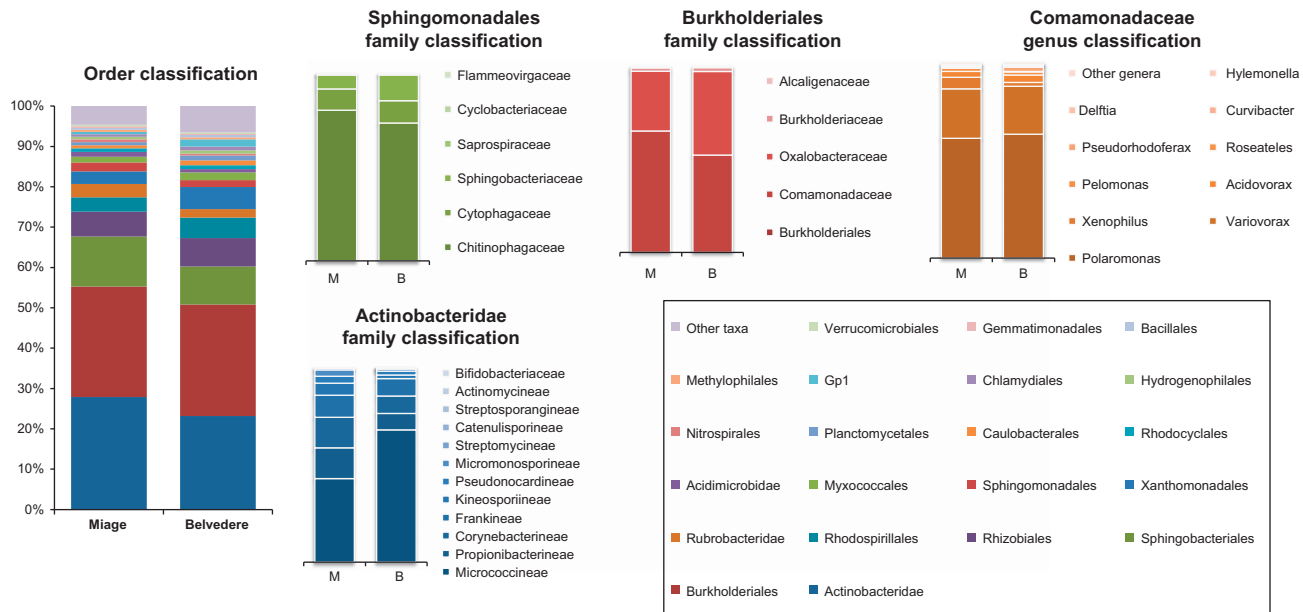 Sphingomonadales
family classification
Burkholderiales
family classification
Comamonadaceae
genus classification
Order classification
100%
90%
80%
70%
60%
50%
40%
30%
20%
10%
0%
Miage
Belvedere
Flammeovirgaceae
Cyclobacteriaceae
Saprospiraceae
Sphingobacteriaceae
Cytophagaceae
Chitinophagaceae
M
B
Alcaligenaceae
Burkholderiaceae
Oxalobacteraceae
Comamonadaceae
Burkholderiales
M
B
Other genera
Hylemonella
Delftia
Curvibacter
Pseudorhodoferax
Roseateles
Pelomonas
Acidovorax
Xenophilus
Variovorax
Polaromonas
M
B
Actinobacteridae
family classification
Bifidobacteriaceae
Actinomycineae
Streptosporangineae
Catenulisporineae
Streptomycineae
Micromonosporineae
Pseudonocardineae
Kineosporiineae
Frankineae
Corynebacterineae
Propionibacterineae
Micrococcineae
M
B
Other taxa
Verrucomicrobiales
Gemmatimonadales
Bacillales
Methylophilales
Gp1
Chlamydiales
Hydrogenophilales
Nitrospirales
Planctomycetales
Caulobacterales
Rhodocyclales
Acidimicrobidae
Myxococcales
Sphingomonadales
Xanthomonadales
Rubrobacteridae
Rhodospirillales
Rhizobiales
Sphingobacteriales
Burkholderiales
Actinobacteridae